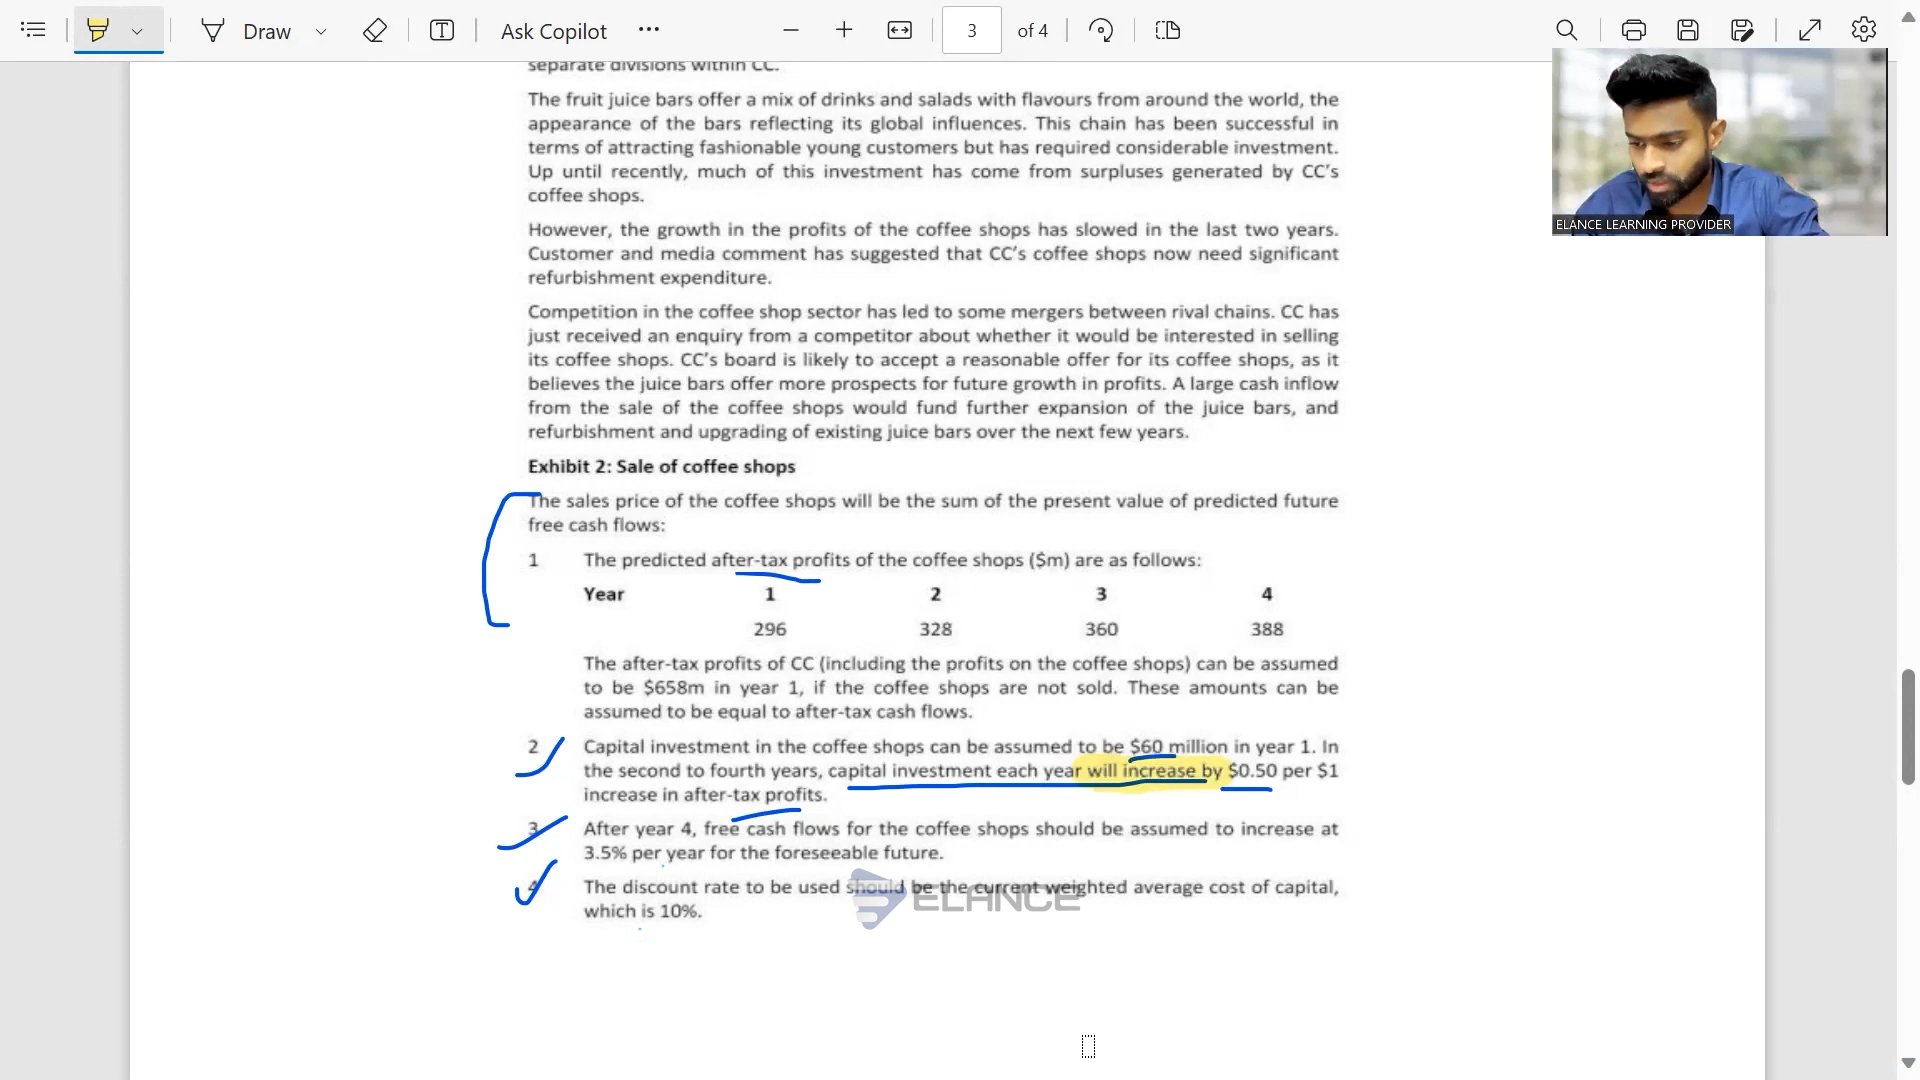 Draw
Ask Copilot
3
of 4
separate divisions within CC.
The fruit juice bars offer a mix of drinks and salads with flavours from around the world, the
appearance of the bars reflecting its global influences. This chain has been successful in
terms of attracting fashionable young customers but has required considerable investment.
Up until recently, much of this investment has come from surpluses generated by CC's
coffee shops.
However, the growth in the profits of the coffee shops has slowed in the last two years.
Customer and media comment has suggested that CC's coffee shops now need significant
refurbishment expenditure.
Competition in the coffee shop sector has led to some mergers between rival chains. CC has
just received an enquiry from a competitor about whether it would be interested in selling
its coffee shops. CC's board is likely to accept a reasonable offer for its coffee shops, as it
believes the juice bars offer more prospects for future growth in profits. A large cash inflow
from the sale of the coffee shops would fund further expansion of the juice bars, and
refurbishment and upgrading of existing juice bars over the next few years.
Exhibit 2: Sale of coffee shops
The sales price of the coffee shops will be the sum of the present value of predicted future
free cash flows:
1 The predicted after-tax profits of the coffee shops ($m) are as follows:
Year 1 2 3 4
296 328 360 388
The after-tax profits of CC (including the profits on the coffee shops) can be assumed
to be $658m in year 1, if the coffee shops are not sold. These amounts can be
assumed to be equal to after-tax cash flows.
2 Capital investment in the coffee shops can be assumed to be $60 million in year 1. In
the second to fourth years, capital investment each year will increase by $0.50 per $1
increase in after-tax profits.
3 After year 4, free cash flows for the coffee shops should be assumed to increase at
3.5% per year for the foreseeable future.
4 The discount rate to be used should be the current weighted average cost of capital,
which is 10%.
ELANCE
ELANCE LEARNING PROVIDER